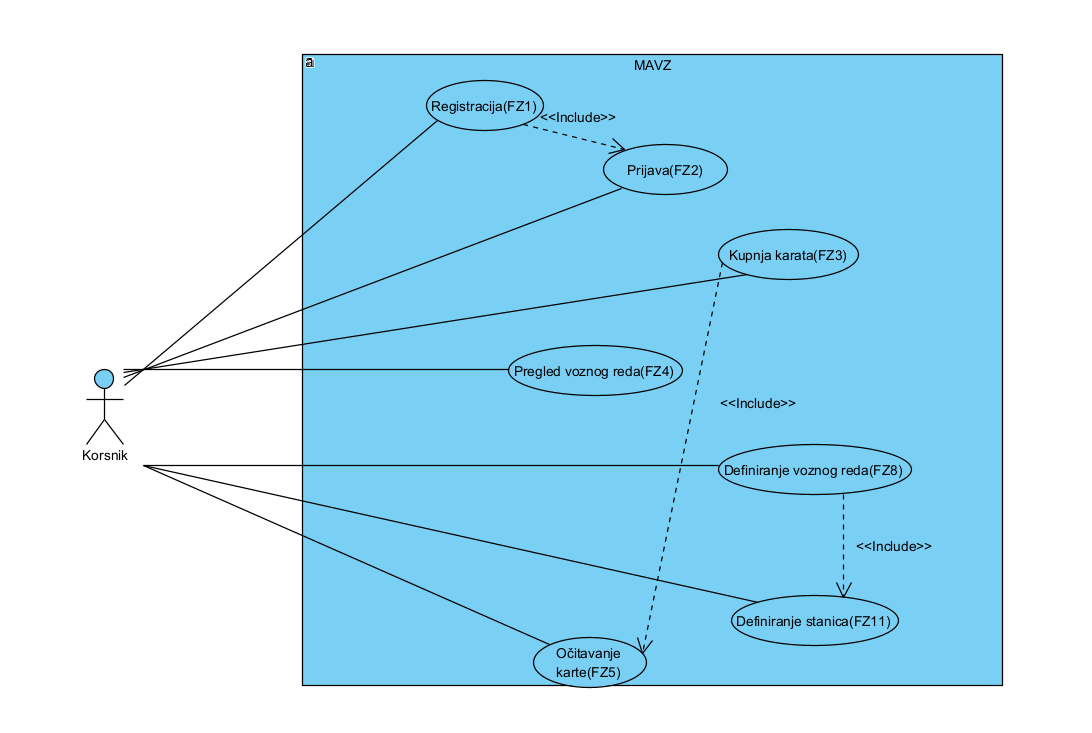 a
MAVZ
Registracija(FZ1)
<<Include>>
Prijava(FZ2)
Kupnja karata(FZ3)
Pregled voznog reda(FZ4)
<<Include>>
Korsnik
Definiranje voznog reda(FZ8)
<<Include>>
Definiranje stanica(FZ11)
Očitavanje
karte(FZ5)